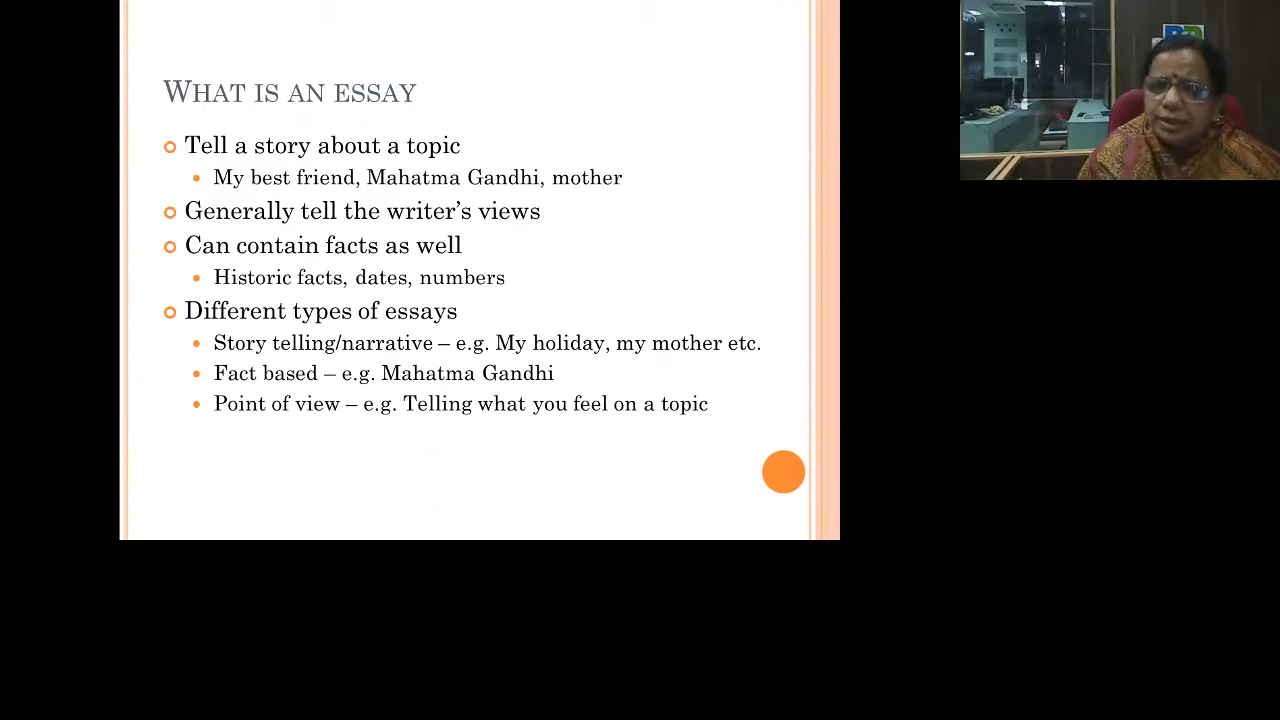 WHAT IS AN ESSAY
Tell a story about a topic
My best friend, Mahatma Gandhi, mother
Generally tell the writer’s views
Can contain facts as well
Historic facts, dates, numbers
Different types of essays
Story telling/narrative – e.g. My holiday, my mother etc.
Fact based – e.g. Mahatma Gandhi
Point of view – e.g. Telling what you feel on a topic